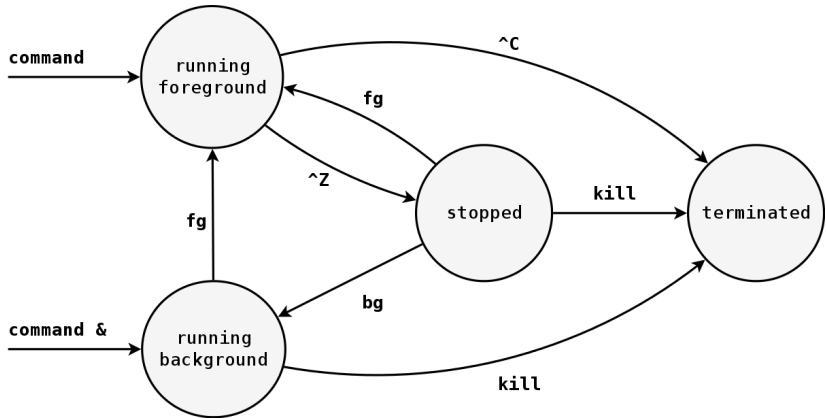 command
running
foreground
^C
fg
^Z
fg
stopped
kill
terminated
bg
command &
running
background
kill